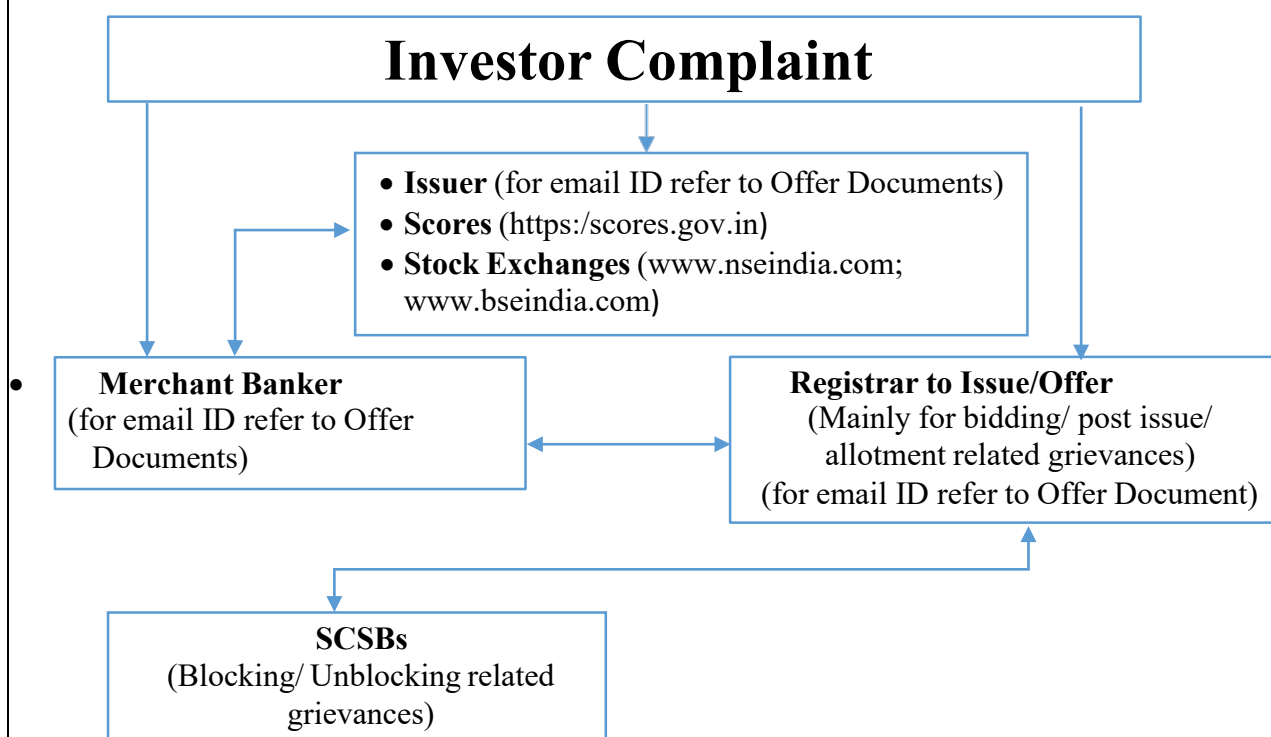 Investor Complaint
• Issuer (for email ID refer to Offer Documents)
• Scores (https:/scores.gov.in)
• Stock Exchanges (www.nseindia.com;
www.bseindia.com)
• Merchant Banker
(for email ID refer to Offer
Documents)
Registrar to Issue/Offer
(Mainly for bidding/ post issue/
allotment related grievances)
(for email ID refer to Offer Document)
SCSBs
(Blocking/ Unblocking related
grievances)